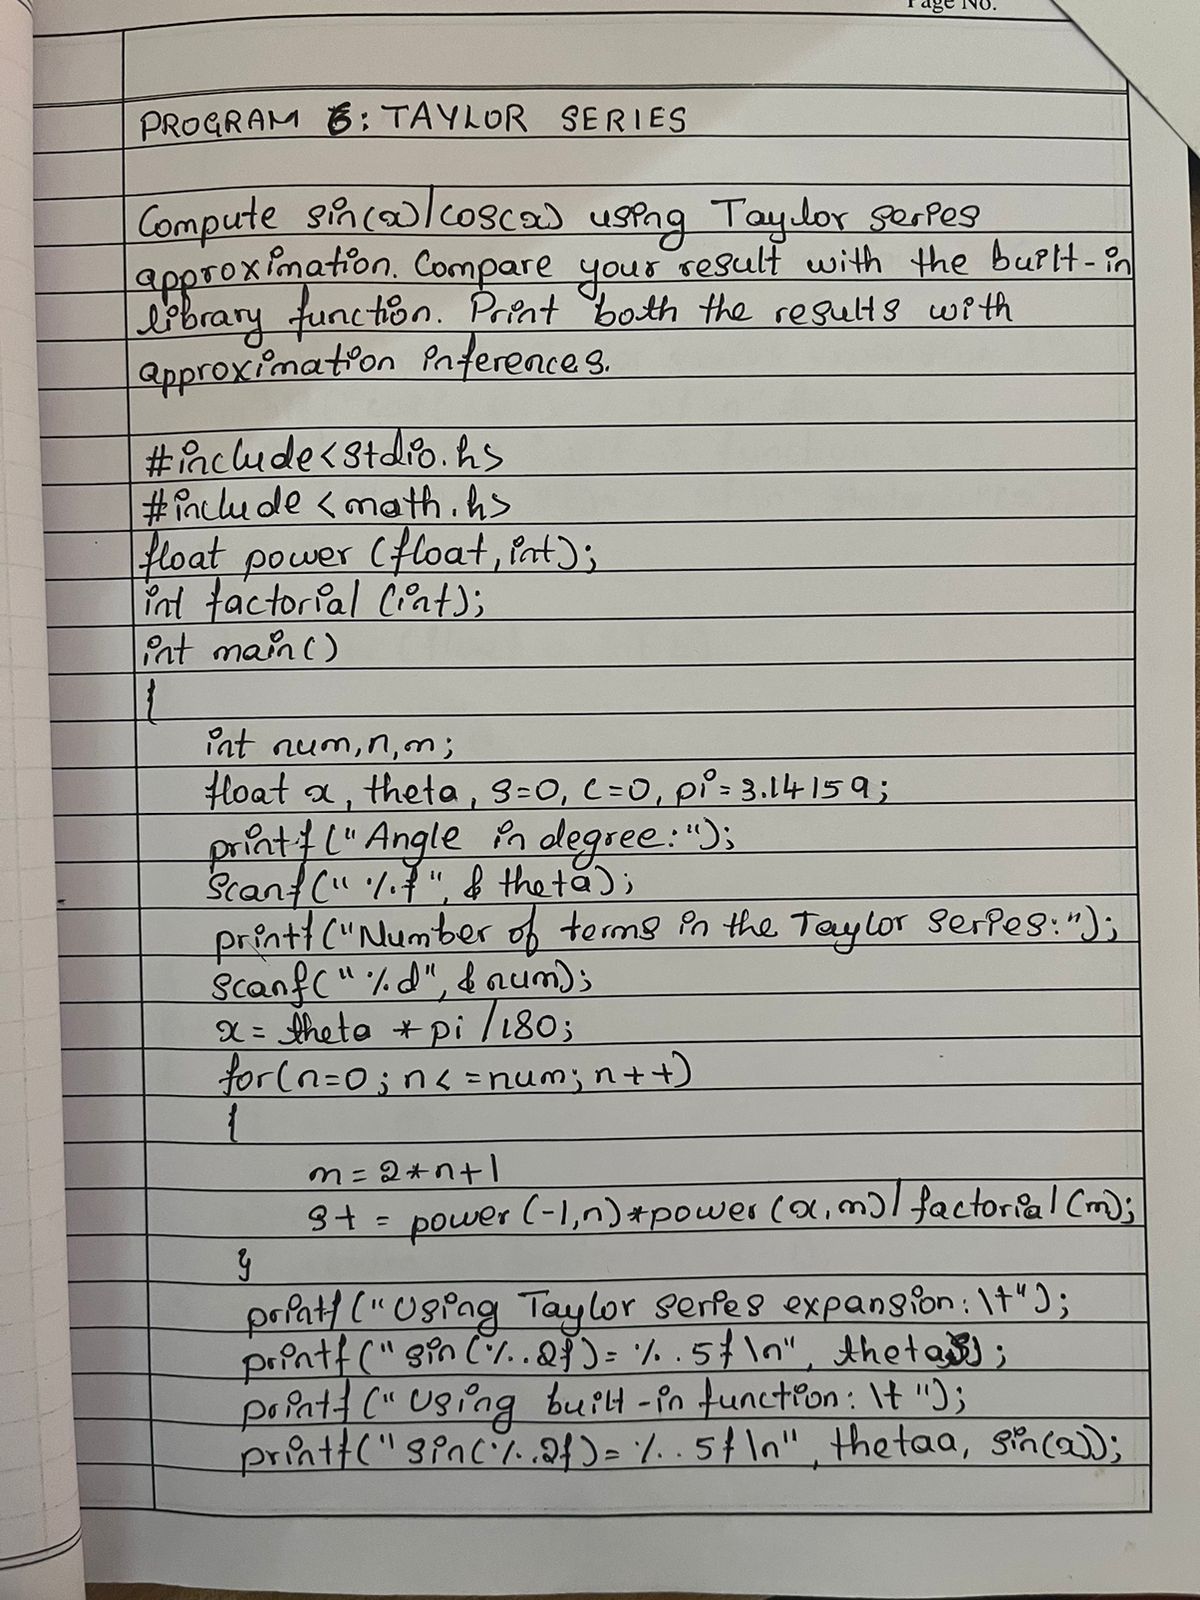 Page No.
PROGRAM 6: TAYLOR SERIES
Compute sin(x)/cos(x) using Taylor series
approximation. Compare your result with the built-in
library function. Print both the results with
approximation inferences.
#include<stdio.h>
#include<math.h>
float power (float, int);
int factorial (int);
int main()
{
int num,n,m;
float x, theta, s=0, c=0, pi=3.14159;
printf ("Angle in degree:");
scanf("%f", &theta);
printf ("Number of terms in the Taylor series:");
scanf("%d", &num);
x = theta * pi /180;
for(n=0; n<=num; n++)
{
m = 2*n+1
s+ = power (-1,n)*power (x,m)/factorial (m);
}
printf ("Using Taylor series expansion: \t");
printf ("sin(%.2f)= %.5f\n", theta);
printf ("Using built-in function: \t");
printf("sin(%.2f)= %.5f\n", thetaa, sin(x));